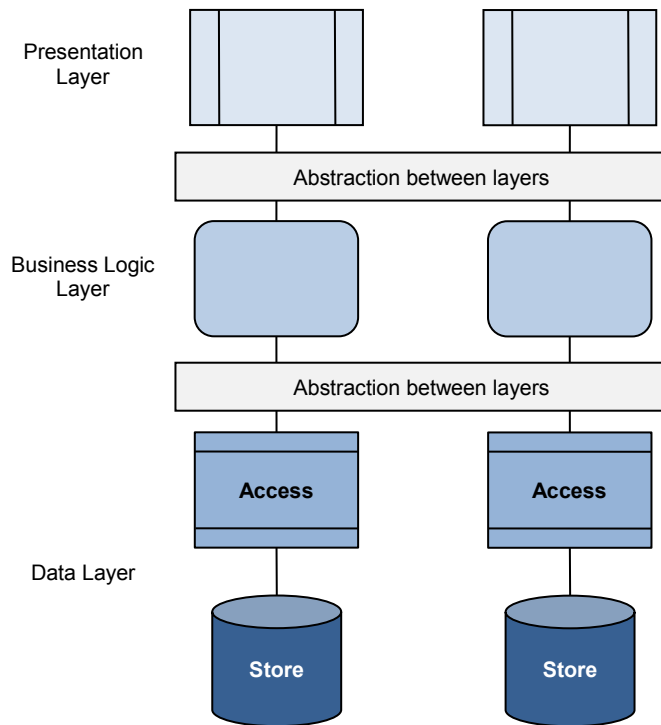 Presentation
Layer
Abstraction between layers
Business Logic
Layer
Abstraction between layers
Access
Access
Data Layer
Store
Store